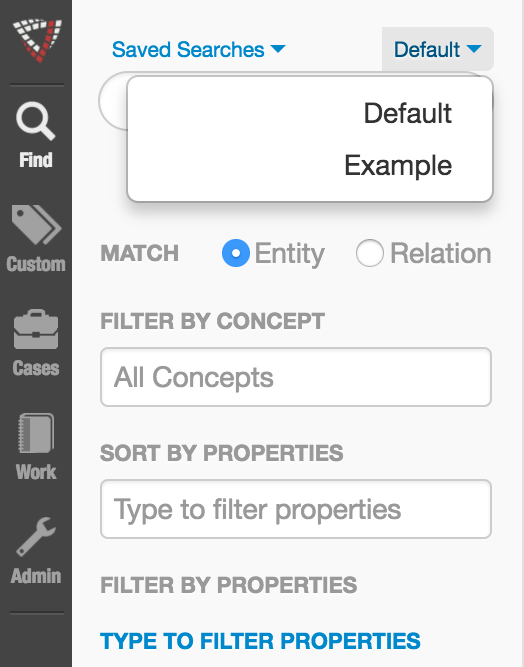 Saved Searches Default
Default
Example
Find
MATCH Entity Relation
Custom
FILTER BY CONCEPT
All Concepts
Cases
SORT BY PROPERTIES
Work
Type to filter properties
Admin
FILTER BY PROPERTIES
TYPE TO FILTER PROPERTIES